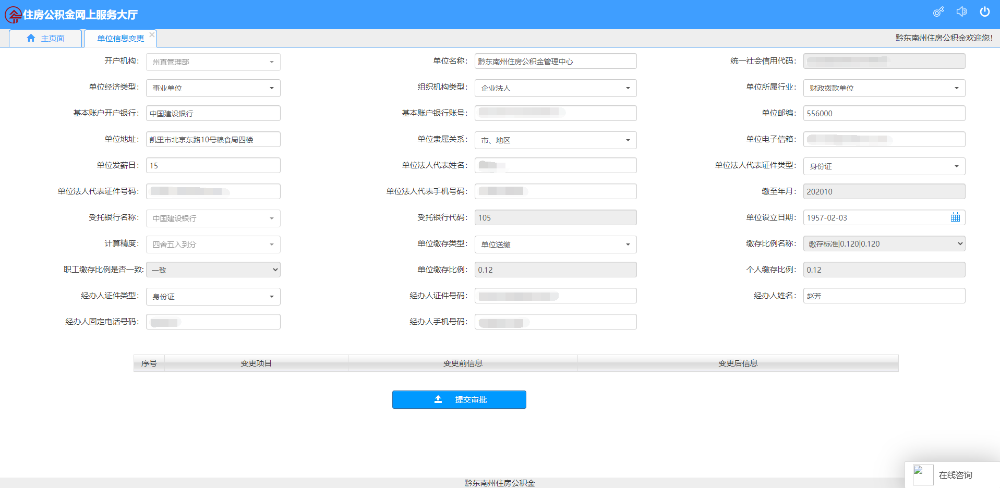 住房公积金网上服务大厅
主页面 单位信息变更 黔东南州住房公积金欢迎您!
开户机构: 州直管理部 单位名称: 黔东南州住房公积金管理中心 统一社会信用代码:
单位经济类型: 事业单位 组织机构类型: 企业法人 单位所属行业: 财政拨款单位
基本账户开户银行: 中国建设银行 基本账户银行账号: 单位邮编: 556000
单位地址: 凯里市北京东路10号粮食局四楼 单位隶属关系: 市、地区 单位电子信箱:
单位发薪日: 15 单位法人代表姓名: 单位法人代表证件类型: 身份证
单位法人代表证件号码: 单位法人代表手机号码: 缴至年月: 202010
受托银行名称: 中国建设银行 受托银行代码: 105 单位设立日期: 1957-02-03
计算精度: 四舍五入到分 单位缴存类型: 单位送缴 缴存比例名称: 缴存标准|0.120|0.120
职工缴存比例是否一致: 一致 单位缴存比例: 0.12 个人缴存比例: 0.12
经办人证件类型: 身份证 经办人证件号码: 经办人姓名: 赵芳
经办人固定电话号码: 经办人手机号码:
序号 变更项目 变更前信息 变更后信息
提交审批
在线咨询
黔东南州住房公积金